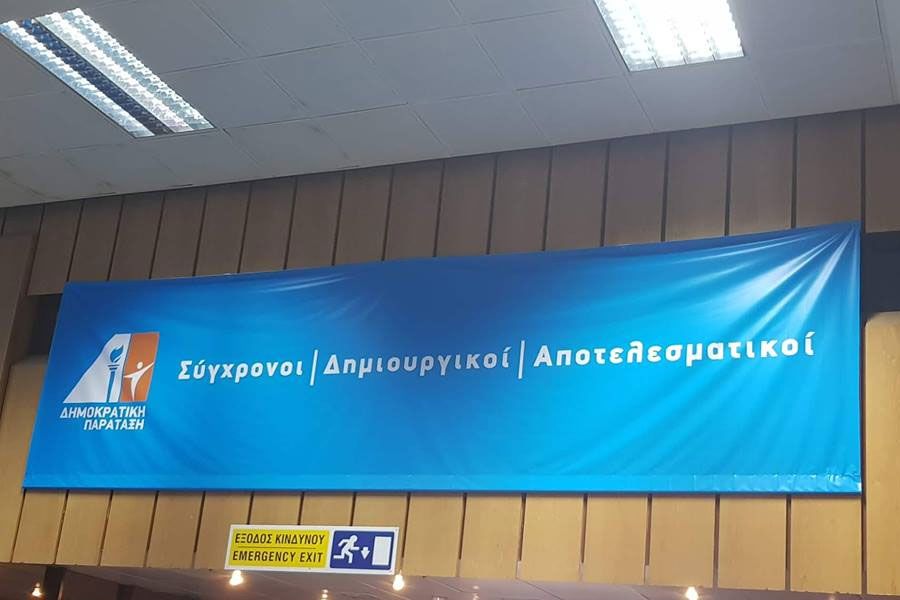 Σύγχρονοι | Δημιουργικοί | Αποτελεσματικοί
ΔΗΜΟΚΡΑΤΙΚΗ
ΠΑΡΑΤΑΞΗ
ΕΞΟΔΟΣ ΚΙΝΔΥΝΟΥ
EMERGENCY EXIT